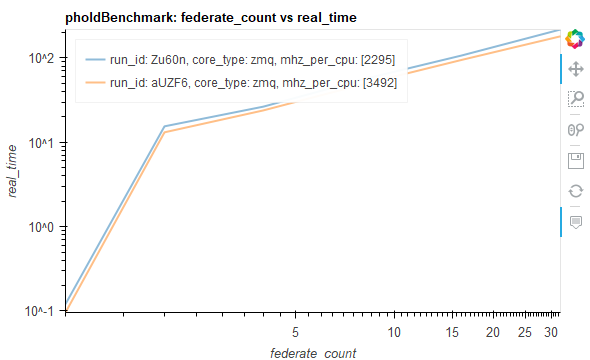 pholdBenchmark: federate_count vs real_time
run_id: Zu60n, core_type: zmq, mhz_per_cpu: [2295]
run_id: aUZF6, core_type: zmq, mhz_per_cpu: [3492]
10^2
10^1
10^0
10^-1
real_time
5
10
15
20
25
30
federate_count